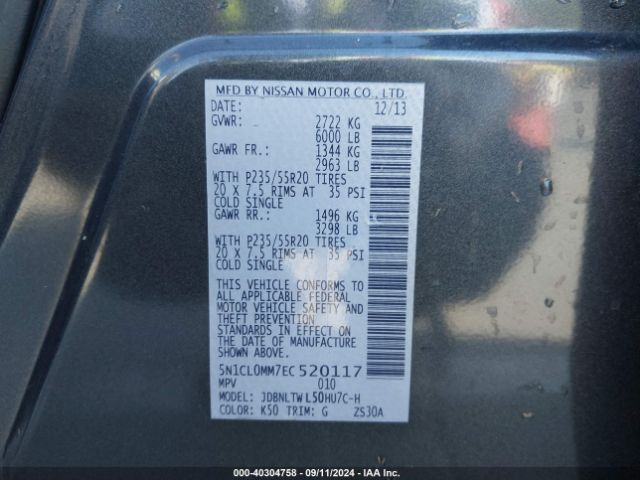 MFD BY NISSAN MOTOR CO., LTD.
DATE: 12/13
GVWR: 2722 KG
6000 LB
GAWR FR.: 1344 KG
2963 LB
WITH P235/55R20 TIRES
20 X 7.5 RIMS AT 35 PSI
COLD SINGLE
GAWR RR.: 1496 KG
3298 LB
WITH P235/55R20 TIRES
20 X 7.5 RIMS AT 35 PSI
COLD SINGLE
THIS VEHICLE CONFORMS TO
ALL APPLICABLE FEDERAL
MOTOR VEHICLE SAFETY AND
THEFT PREVENTION
STANDARDS IN EFFECT ON
THE DATE OF MANUFACTURE
SHOWN ABOVE.
5N1CL0MM7EC520117
MPV 010
MODEL: JDBNLTWL50HU7C-H
COLOR: K50 TRIM: G ZS30A
000-40304758 - 09/11/2024 - IAA Inc.